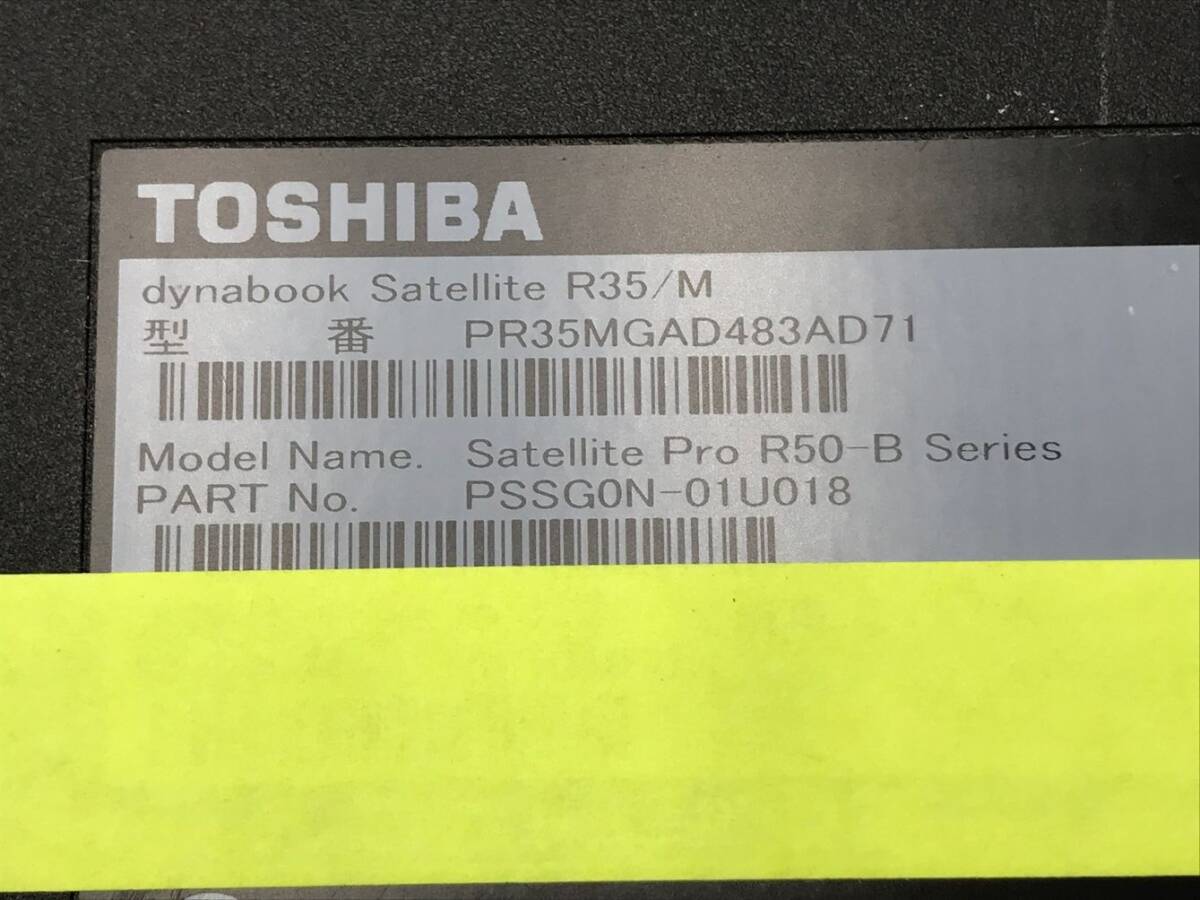 TOSHIBA
dynabook Satellite R35/M
型 番 PR35MGAD483AD71
Model Name. Satellite Pro R50-B Series
PART No. PSSG0N-01U018